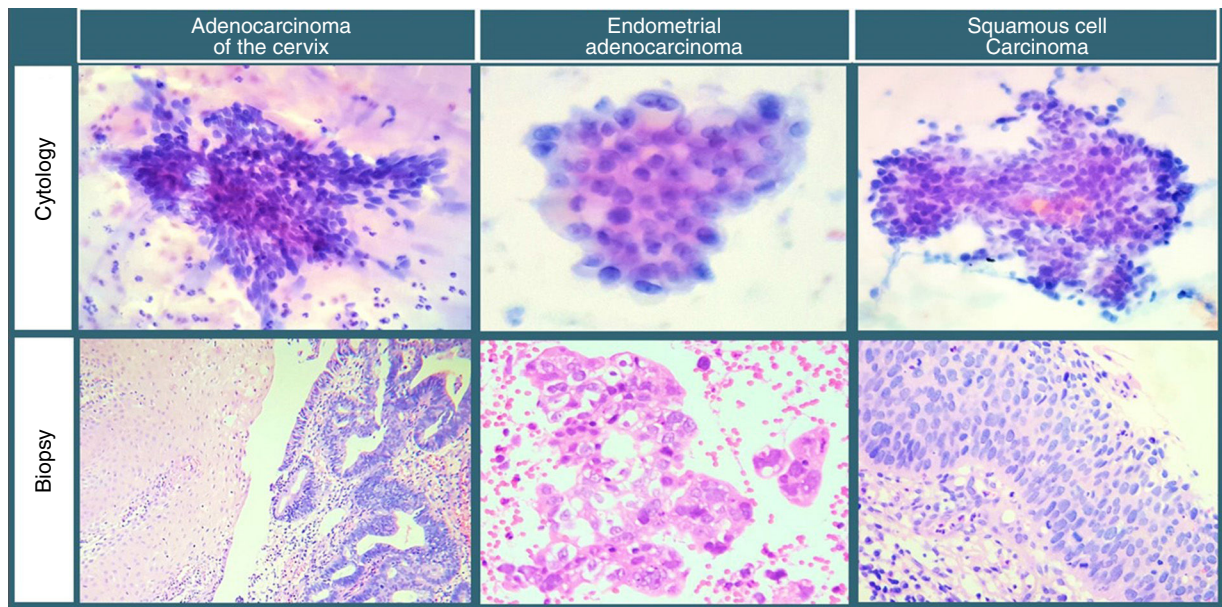 Adenocarcinoma
of the cervix
Endometrial
adenocarcinoma
Squamous cell
Carcinoma
Cytology
Biopsy